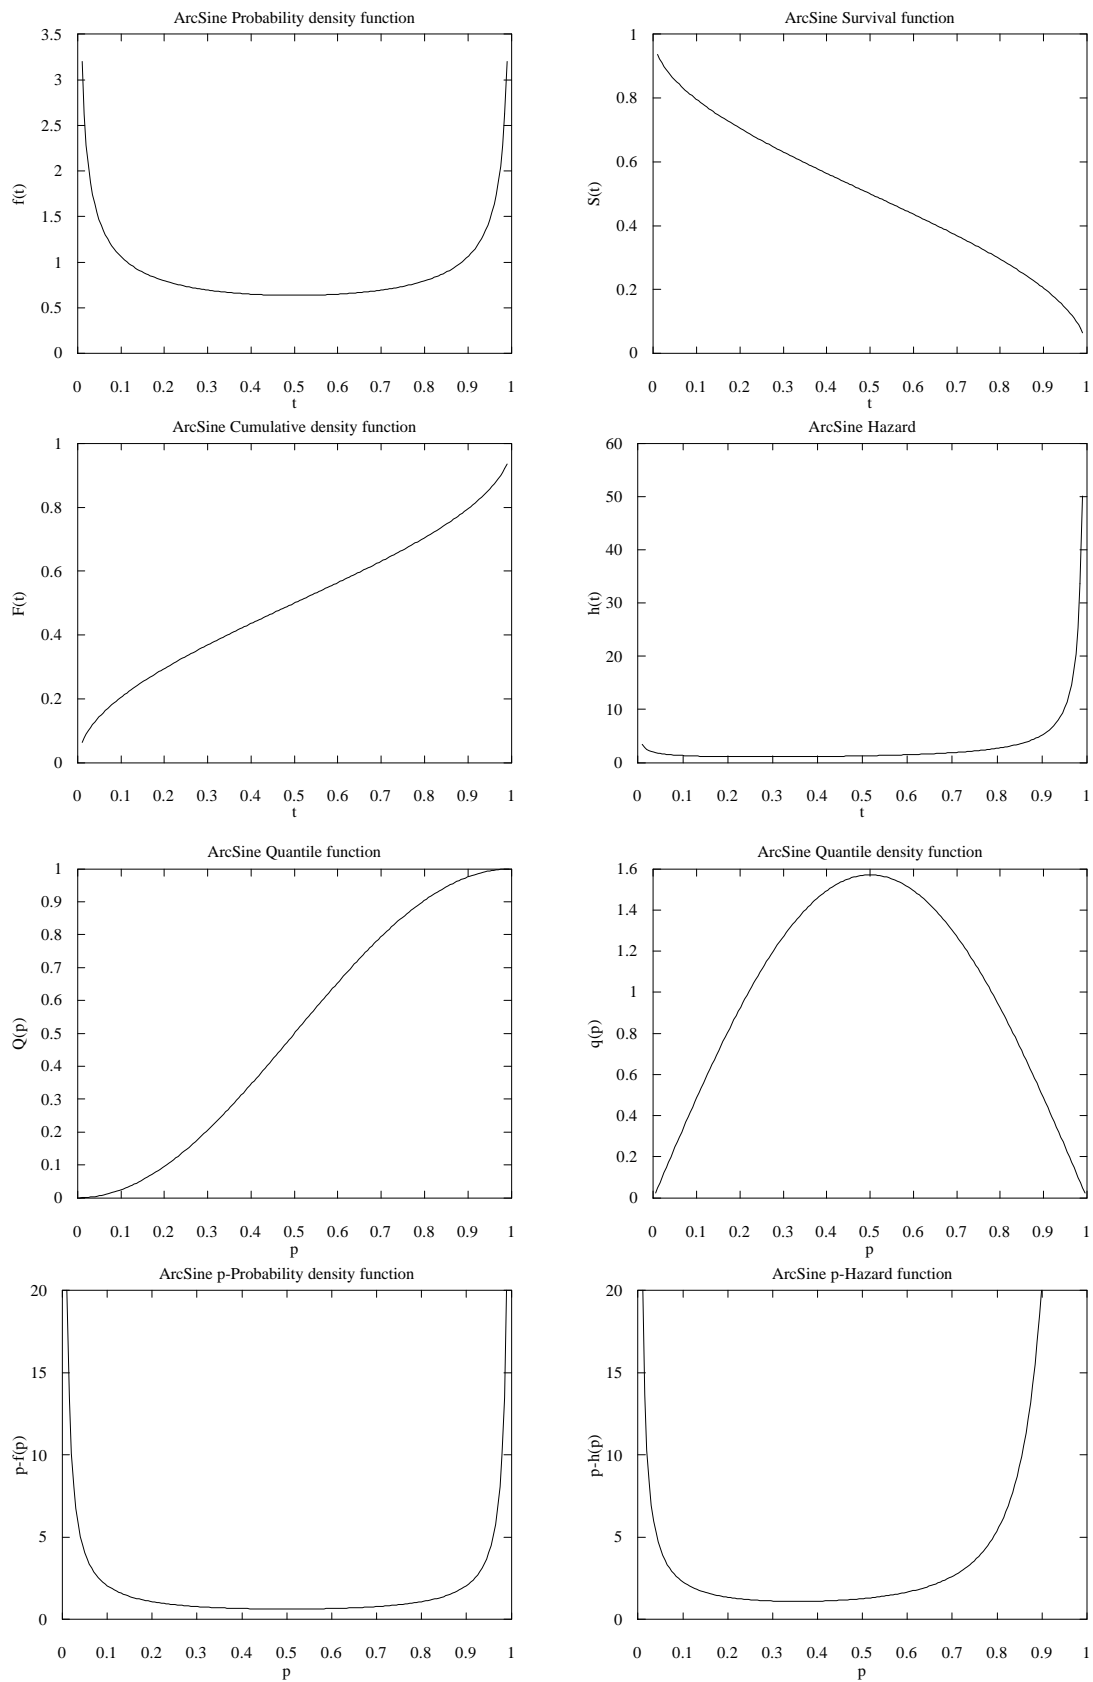 ArcSine Probability density function
3.5
3
2.5
2
1.5
1
0.5
0
f(t)
0 0.1 0.2 0.3 0.4 0.5 0.6 0.7 0.8 0.9 1
t
ArcSine Survival function
1
0.8
0.6
0.4
0.2
0
S(t)
0 0.1 0.2 0.3 0.4 0.5 0.6 0.7 0.8 0.9 1
t
ArcSine Cumulative density function
1
0.8
0.6
0.4
0.2
0
F(t)
0 0.1 0.2 0.3 0.4 0.5 0.6 0.7 0.8 0.9 1
t
ArcSine Hazard
60
50
40
30
20
10
0
h(t)
0 0.1 0.2 0.3 0.4 0.5 0.6 0.7 0.8 0.9 1
t
ArcSine Quantile function
1
0.9
0.8
0.7
0.6
0.5
0.4
0.3
0.2
0.1
0
Q(p)
0 0.1 0.2 0.3 0.4 0.5 0.6 0.7 0.8 0.9 1
p
ArcSine Quantile density function
1.6
1.4
1.2
1
0.8
0.6
0.4
0.2
0
q(p)
0 0.1 0.2 0.3 0.4 0.5 0.6 0.7 0.8 0.9 1
p
ArcSine p-Probability density function
20
15
10
5
0
p-f(p)
0 0.1 0.2 0.3 0.4 0.5 0.6 0.7 0.8 0.9 1
p
ArcSine p-Hazard function
20
15
10
5
0
p-h(p)
0 0.1 0.2 0.3 0.4 0.5 0.6 0.7 0.8 0.9 1
p